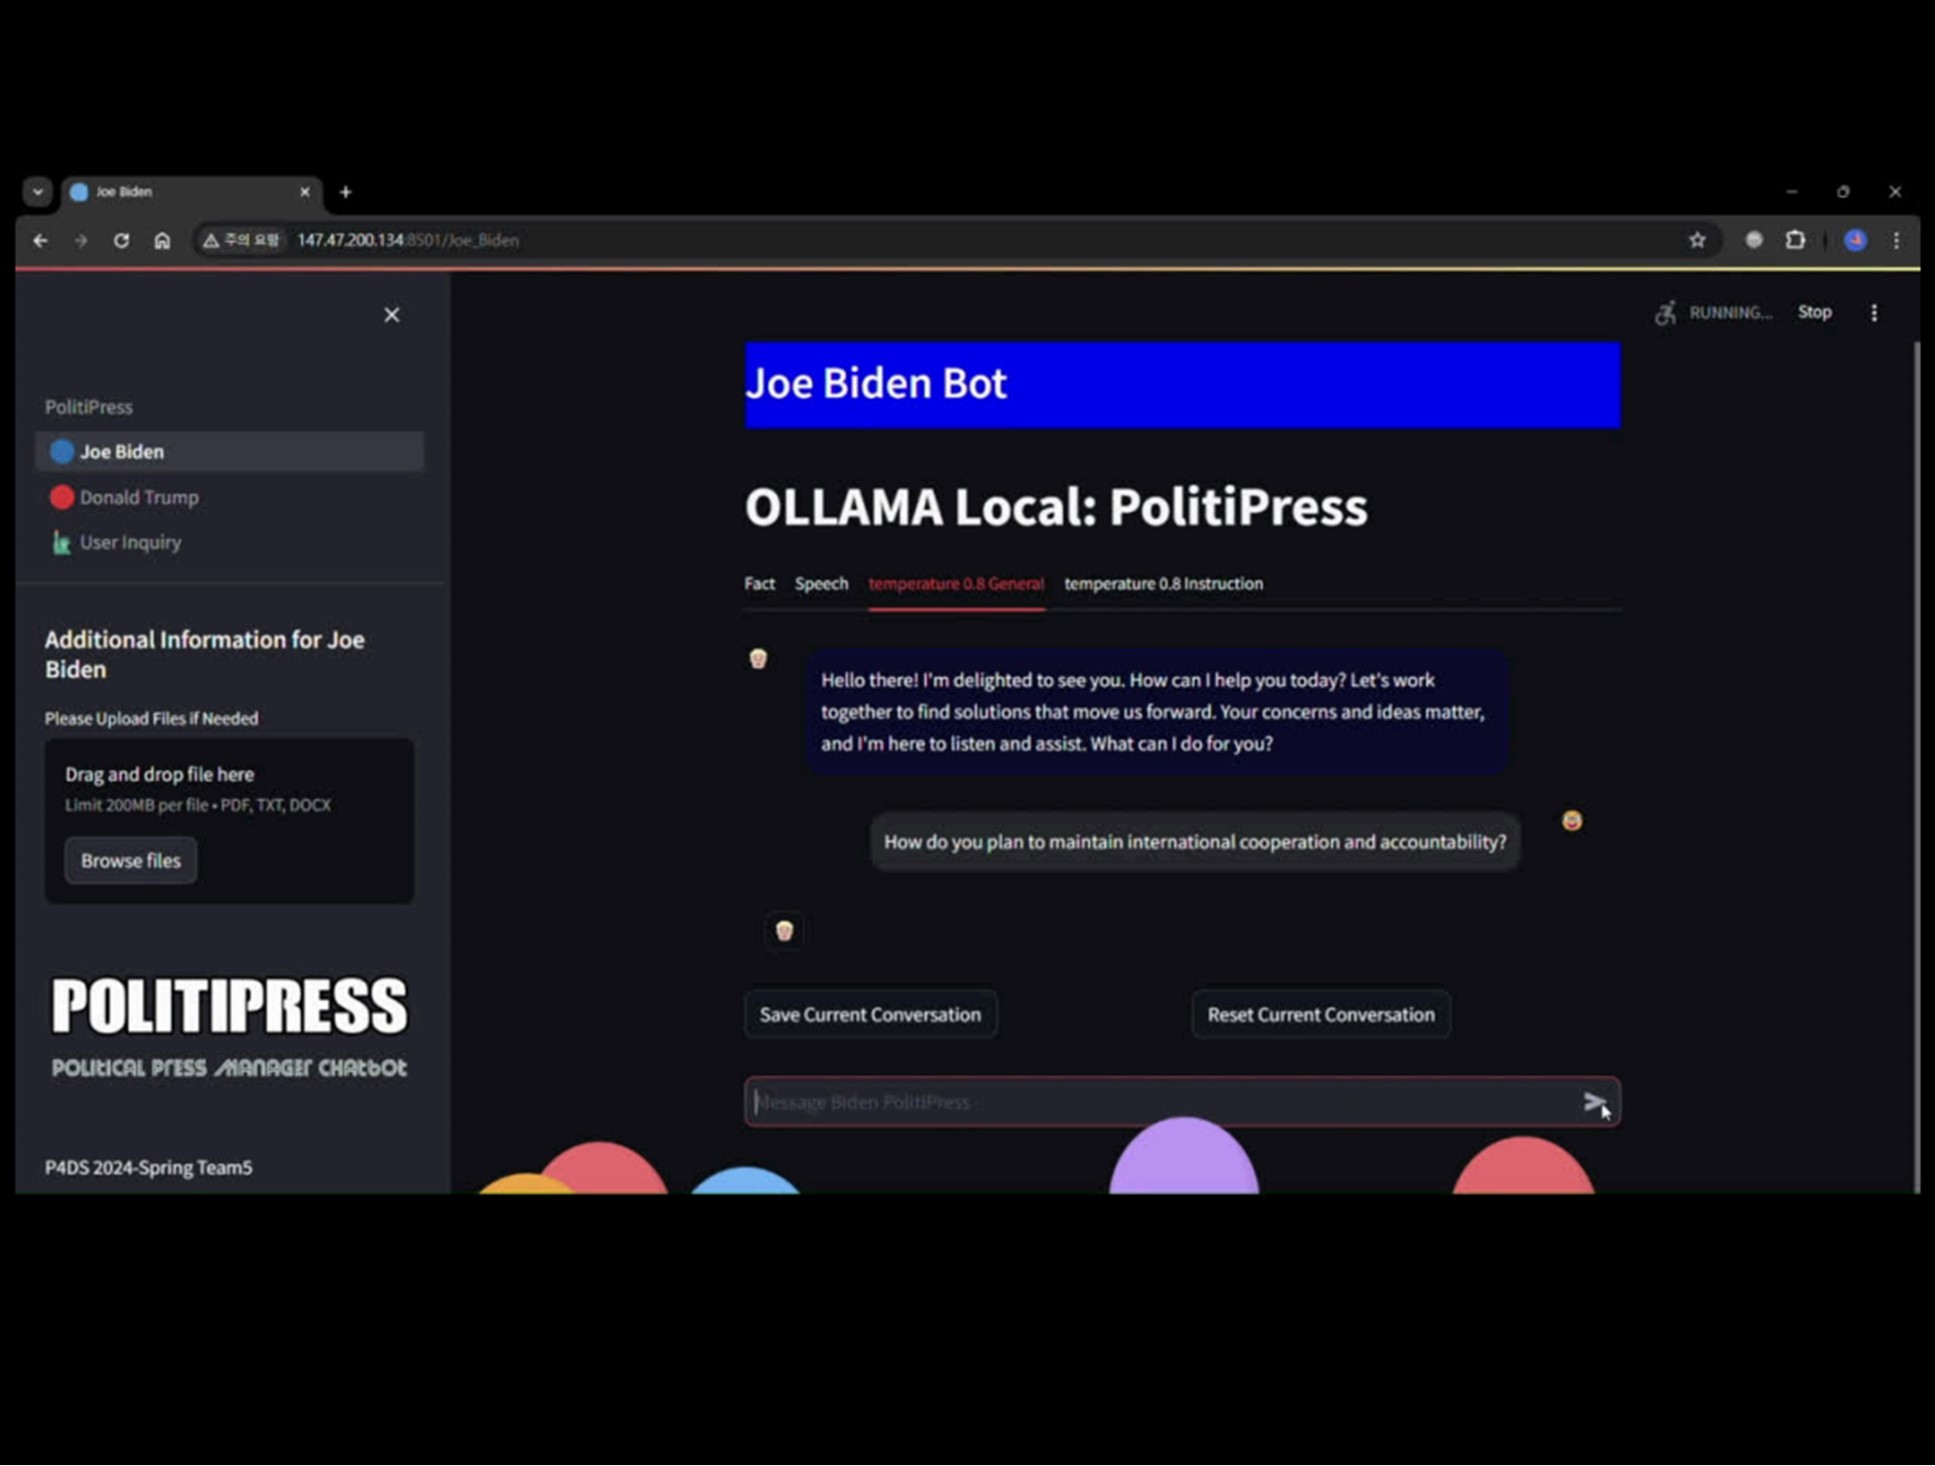 Joe Biden
주의 요함
147.47.200.134:8501/Joe_Biden
RUNNING...
Stop
PolitiPress
Joe Biden
Donald Trump
User Inquiry
Additional Information for Joe
Biden
Please Upload Files if Needed
Drag and drop file here
Limit 200MB per file • PDF, TXT, DOCX
Browse files
POLITIPRESS
POLITICAL PRESS MANAGER CHATBOT
P4DS 2024-Spring Team5
Joe Biden Bot
OLLAMA Local: PolitiPress
Fact Speech temperature 0.8 General temperature 0.8 Instruction
Hello there! I'm delighted to see you. How can I help you today? Let's work
together to find solutions that move us forward. Your concerns and ideas matter,
and I'm here to listen and assist. What can I do for you?
How do you plan to maintain international cooperation and accountability?
Save Current Conversation
Reset Current Conversation
Message Biden PolitiPress